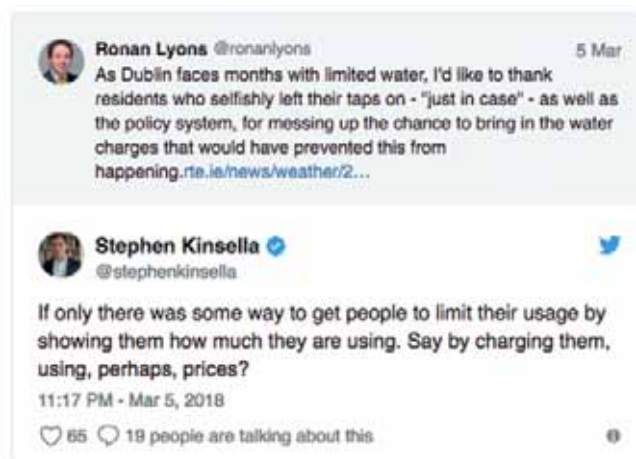 Ronan Lyons @ronanlyons 5 Mar
As Dublin faces months with limited water, I'd like to thank
residents who selfishly left their taps on - "just in case" - as well as
the policy system, for messing up the chance to bring in the water
charges that would have prevented this from
happening.rte.ie/news/weather/2...
Stephen Kinsella
@stephenkinsella
If only there was some way to get people to limit their usage by
showing them how much they are using. Say by charging them,
using, perhaps, prices?
11:17 PM - Mar 5, 2018
65 19 people are talking about this